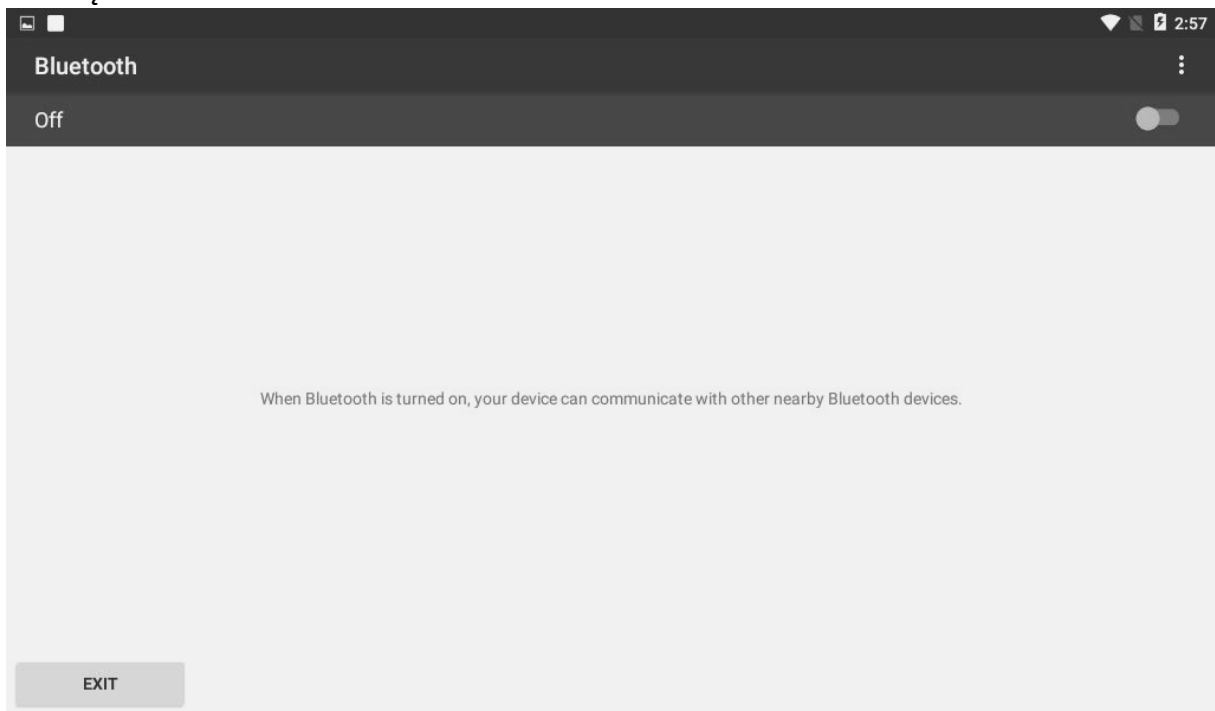 2:57
Bluetooth
Off
When Bluetooth is turned on, your device can communicate with other nearby Bluetooth devices.
EXIT